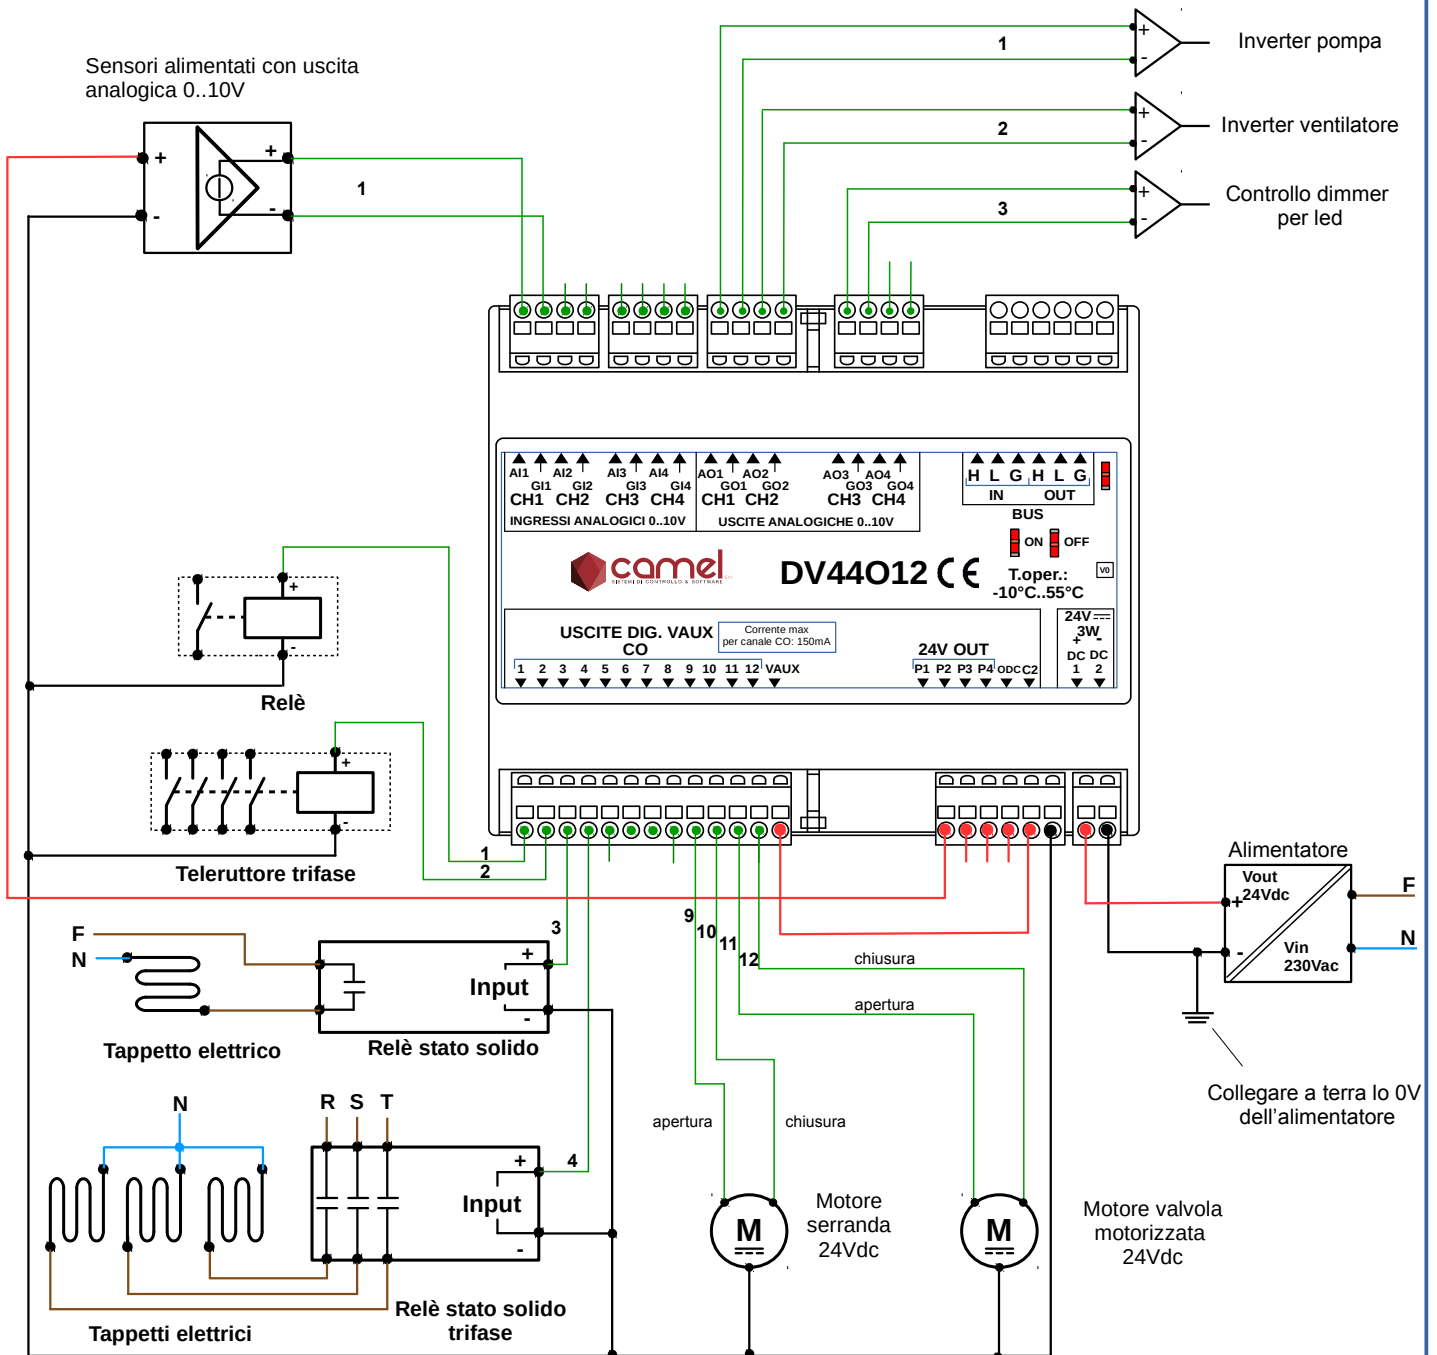 Sensori alimentati con uscita
analogica 0..10V
+ +
- -
1
1
+
-
Inverter pompa
2
+
-
Inverter ventilatore
3
+
-
Controllo dimmer
per led
AI1 AI2 AI3 AI4 AO1 AO2 AO3 AO4
GI1 GI2 GI3 GI4 GO1 GO2 GO3 GO4
CH1 CH2 CH3 CH4 CH1 CH2 CH3 CH4
INGRESSI ANALOGICI 0..10V
USCITE ANALOGICHE 0..10V
H L G H L G
IN OUT
BUS
ON OFF
camel
SISTEMI DI CONTROLLO & SOFTWARE
DV44O12 CE
T.oper.:
-10°C..55°C
V0
USCITE DIG. VAUX
CO
Corrente max
per canale CO: 150mA
1 2 3 4 5 6 7 8 9 10 11 12 VAUX
24V OUT
P1 P2 P3 P4 ODC C2
24V
3W
+ -
DC DC
1 2
+
-
Relè
+
-
Teleruttore trifase
1
2
3
9
10
11
12
F
N
+
Input
-
Tappetto elettrico
Relè stato solido
chiusura
apertura
Alimentatore
Vout
24Vdc
+
-
Vin
230Vac
F
N
Collegare a terra lo 0V
dell'alimentatore
N
R S T
4
+
Input
-
Tappetti elettrici
Relè stato solido
trifase
apertura
chiusura
M
Motore
serranda
24Vdc
M
Motore valvola
motorizzata
24Vdc